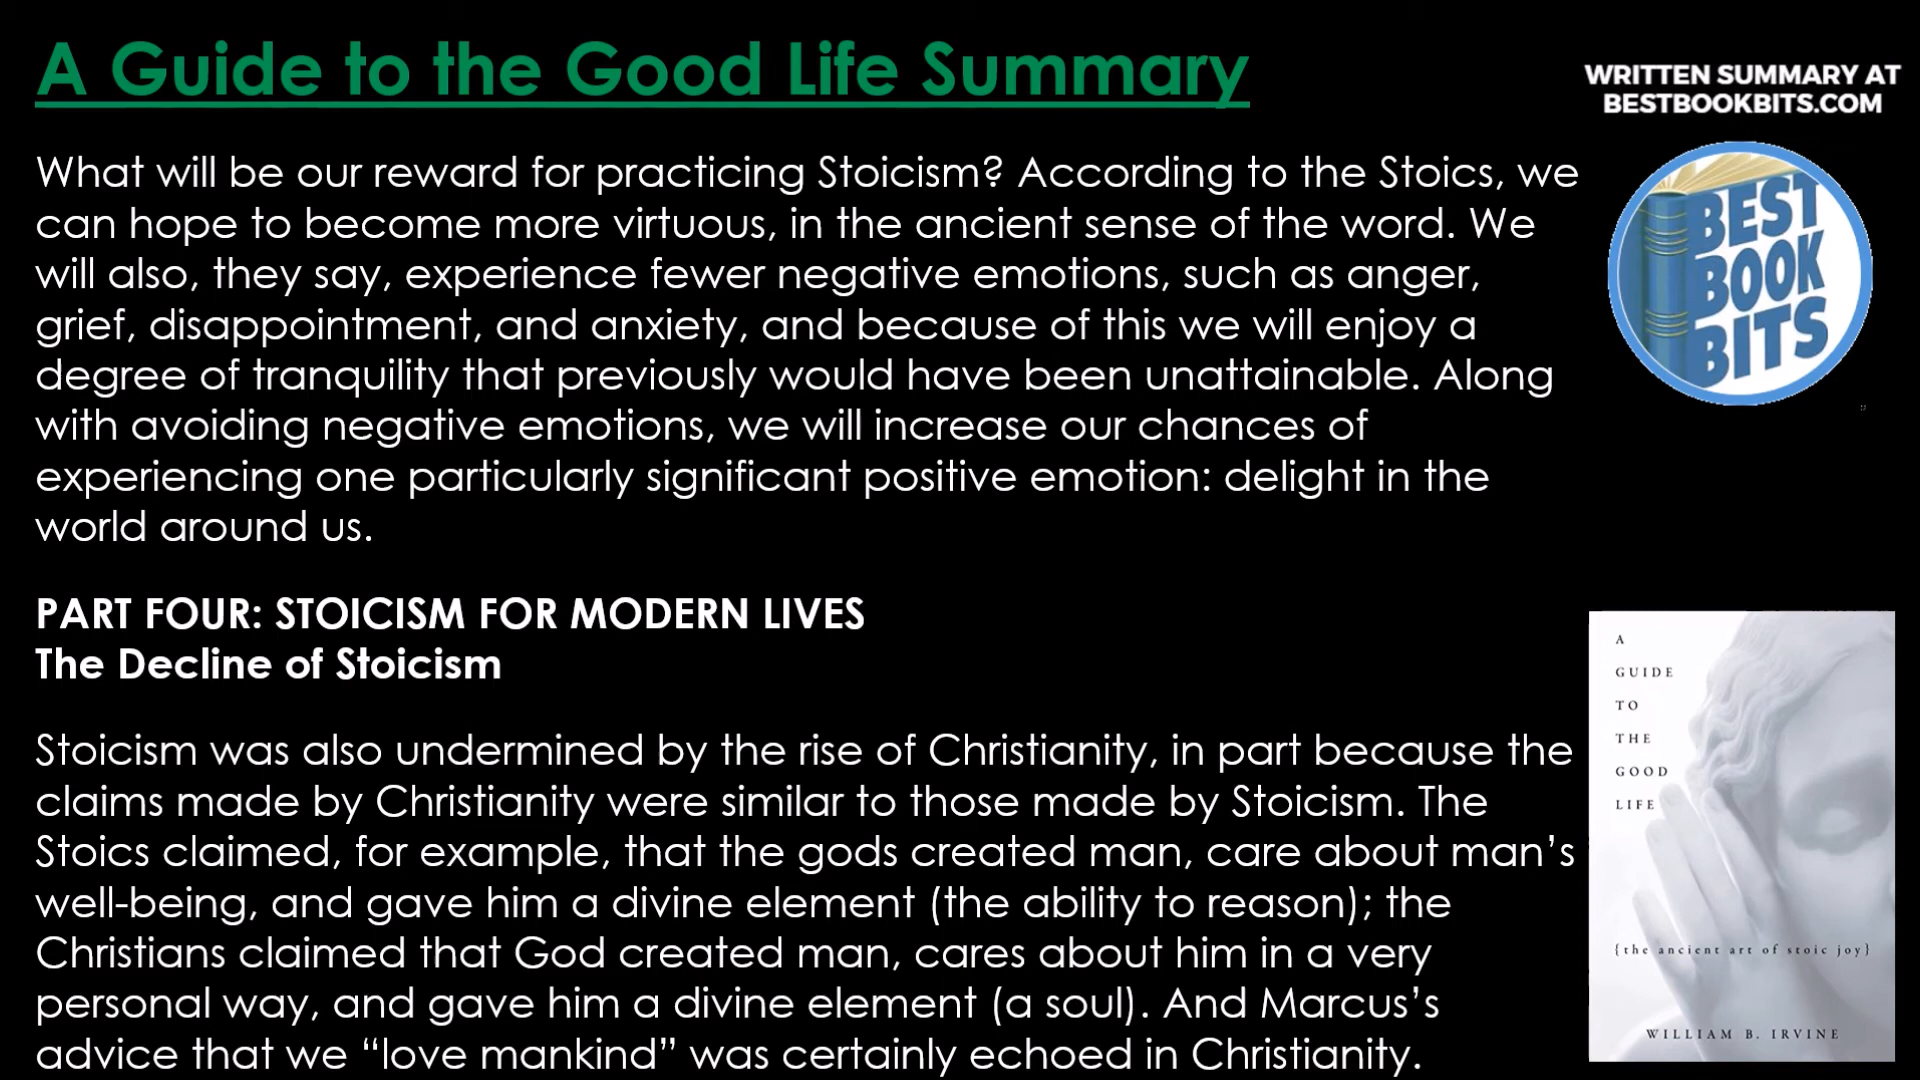 A Guide to the Good Life Summary
WRITTEN SUMMARY AT
BESTBOOKBITS.COM
What will be our reward for practicing Stoicism? According to the Stoics, we
can hope to become more virtuous, in the ancient sense of the word. We
will also, they say, experience fewer negative emotions, such as anger,
grief, disappointment, and anxiety, and because of this we will enjoy a
degree of tranquility that previously would have been unattainable. Along
with avoiding negative emotions, we will increase our chances of
experiencing one particularly significant positive emotion: delight in the
world around us.
BEST
BOOK
BITS
PART FOUR: STOICISM FOR MODERN LIVES
The Decline of Stoicism
Stoicism was also undermined by the rise of Christianity, in part because the
claims made by Christianity were similar to those made by Stoicism. The
Stoics claimed, for example, that the gods created man, care about man’s
well-being, and gave him a divine element (the ability to reason); the
Christians claimed that God created man, cares about him in a very
personal way, and gave him a divine element (a soul). And Marcus’s
advice that we “love mankind” was certainly echoed in Christianity.
A
GUIDE
TO
THE
GOOD
LIFE
{the ancient art of stoic joy}
WILLIAM B. IRVINE